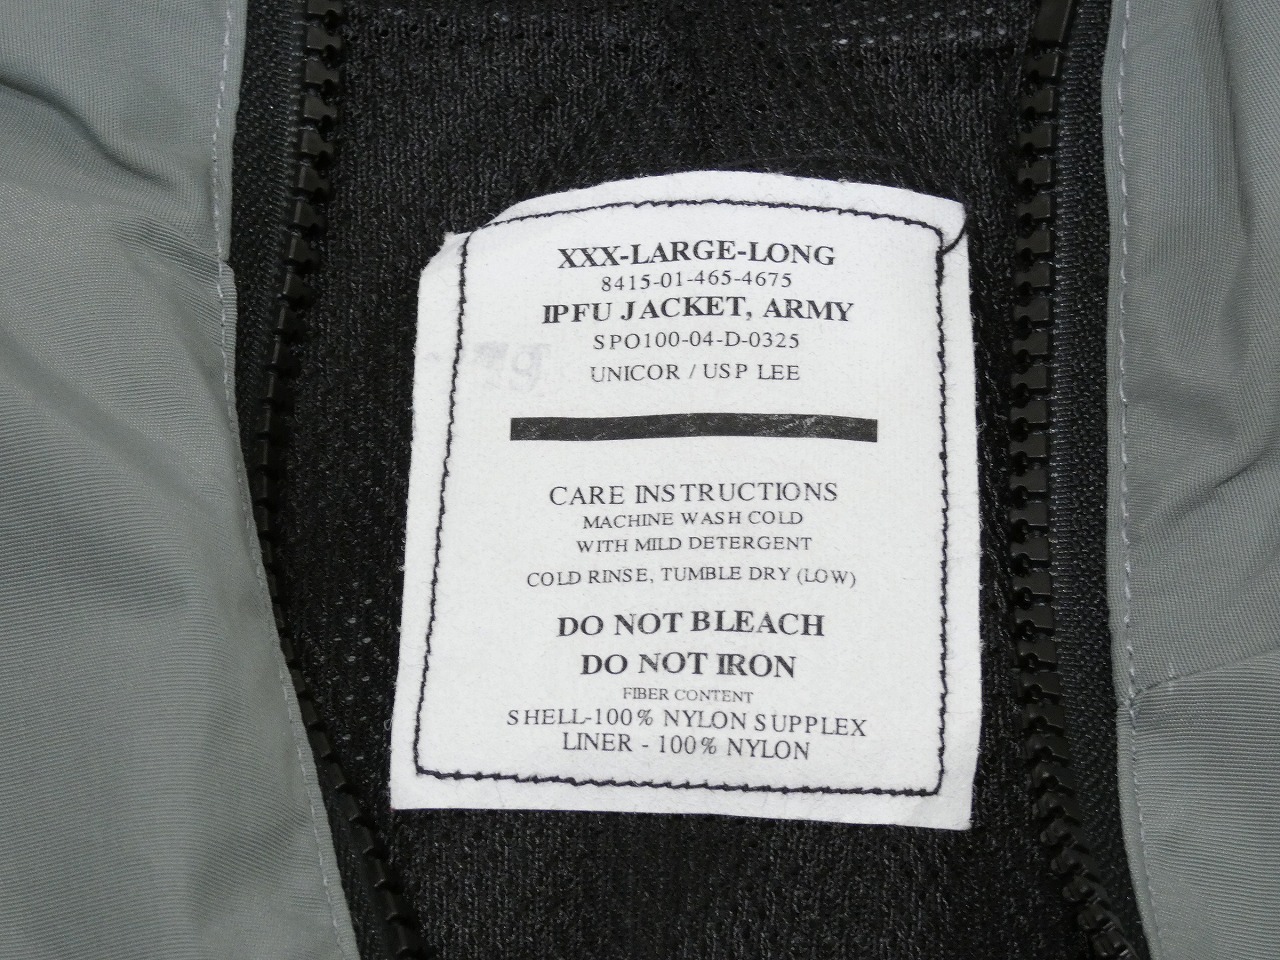 XXX-LARGE-LONG
8415-01-465-4675
IPFU JACKET, ARMY
SPO100-04-D-0325
UNICOR / USP LEE
CARE INSTRUCTIONS
MACHINE WASH COLD
WITH MILD DETERGENT
COLD RINSE, TUMBLE DRY (LOW)
DO NOT BLEACH
DO NOT IRON
FIBER CONTENT
SHELL-100% NYLON SUPPLEX
LINER - 100% NYLON